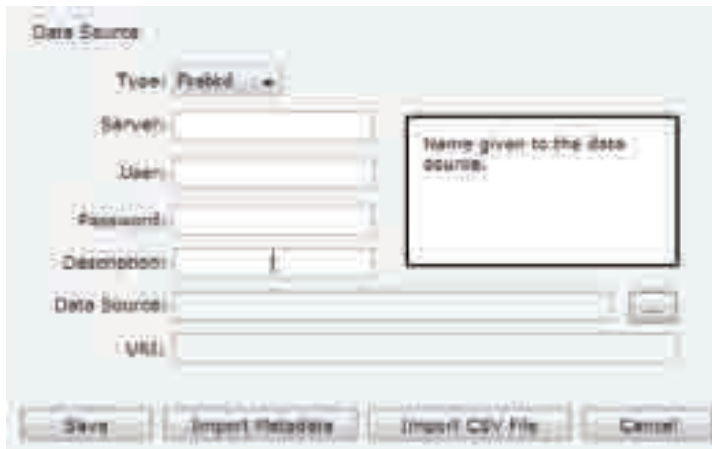 Data Source
Type: Firebird
Server:
Name given to the data
source.
User:
Password:
Description:
Data Source: ...
Save Import Metadata Import CSV File Cancel